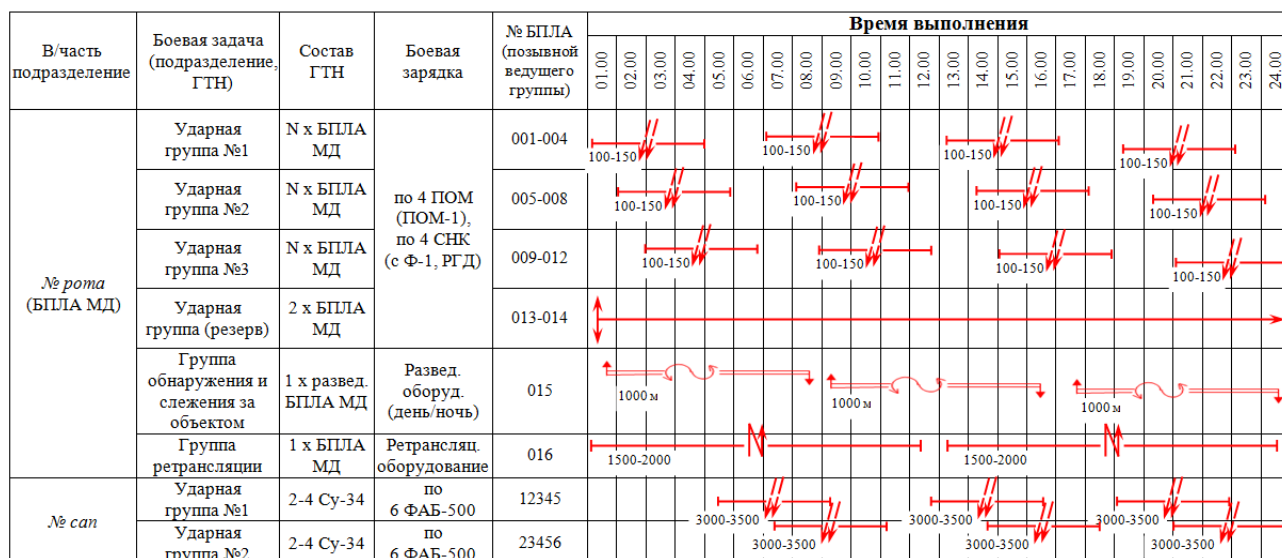 Время выполнения
В/часть
подразделение
Боевая задача
(подразделение,
ГТН)
Состав
ГТН
Боевая
зарядка
№ БПЛА
(позывной
ведущего
группы)
01.00
02.00
03.00
04.00
05.00
06.00
07.00
08.00
09.00
10.00
11.00
12.00
13.00
14.00
15.00
16.00
17.00
18.00
19.00
20.00
21.00
22.00
23.00
24.00
№ рота
(БПЛА МД)
Ударная
группа №1
N x БПЛА
МД
по 4 ПОМ
(ПОМ-1),
по 4 СНК
(с Ф-1, РГД)
001-004
100-150
100-150
100-150
100-150
Ударная
группа №2
N x БПЛА
МД
005-008
100-150
100-150
100-150
100-150
Ударная
группа №3
N x БПЛА
МД
009-012
100-150
100-150
100-150
100-150
Ударная
группа (резерв)
2 x БПЛА
МД
013-014
Группа
обнаружения и
слежения за
объектом
1 x развед.
БПЛА МД
Развед.
оборуд.
(день/ночь)
015
1000 м
1000 м
1000 м
Группа
ретрансляции
1 x БПЛА
МД
Ретрансляц.
оборудование
016
N
1500-2000
N
1500-2000
№ сап
Ударная
группа №1
2-4 Су-34
по
6 ФАБ-500
12345
3000-3500
3000-3500
3000-3500
Ударная
группа №2
2-4 Су-34
по
6 ФАБ-500
23456
3000-3500
3000-3500
3000-3500